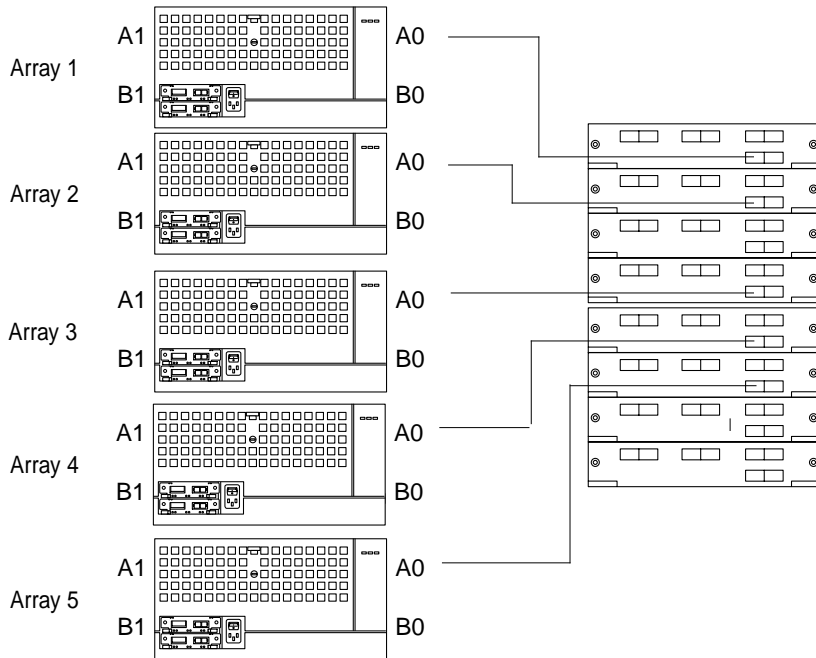 A1 A0
Array 1
B1 B0
A1 A0
Array 2
B1 B0
A1 A0
Array 3
B1 B0
A1 A0
Array 4
B1 B0
A1 A0
Array 5
B1 B0